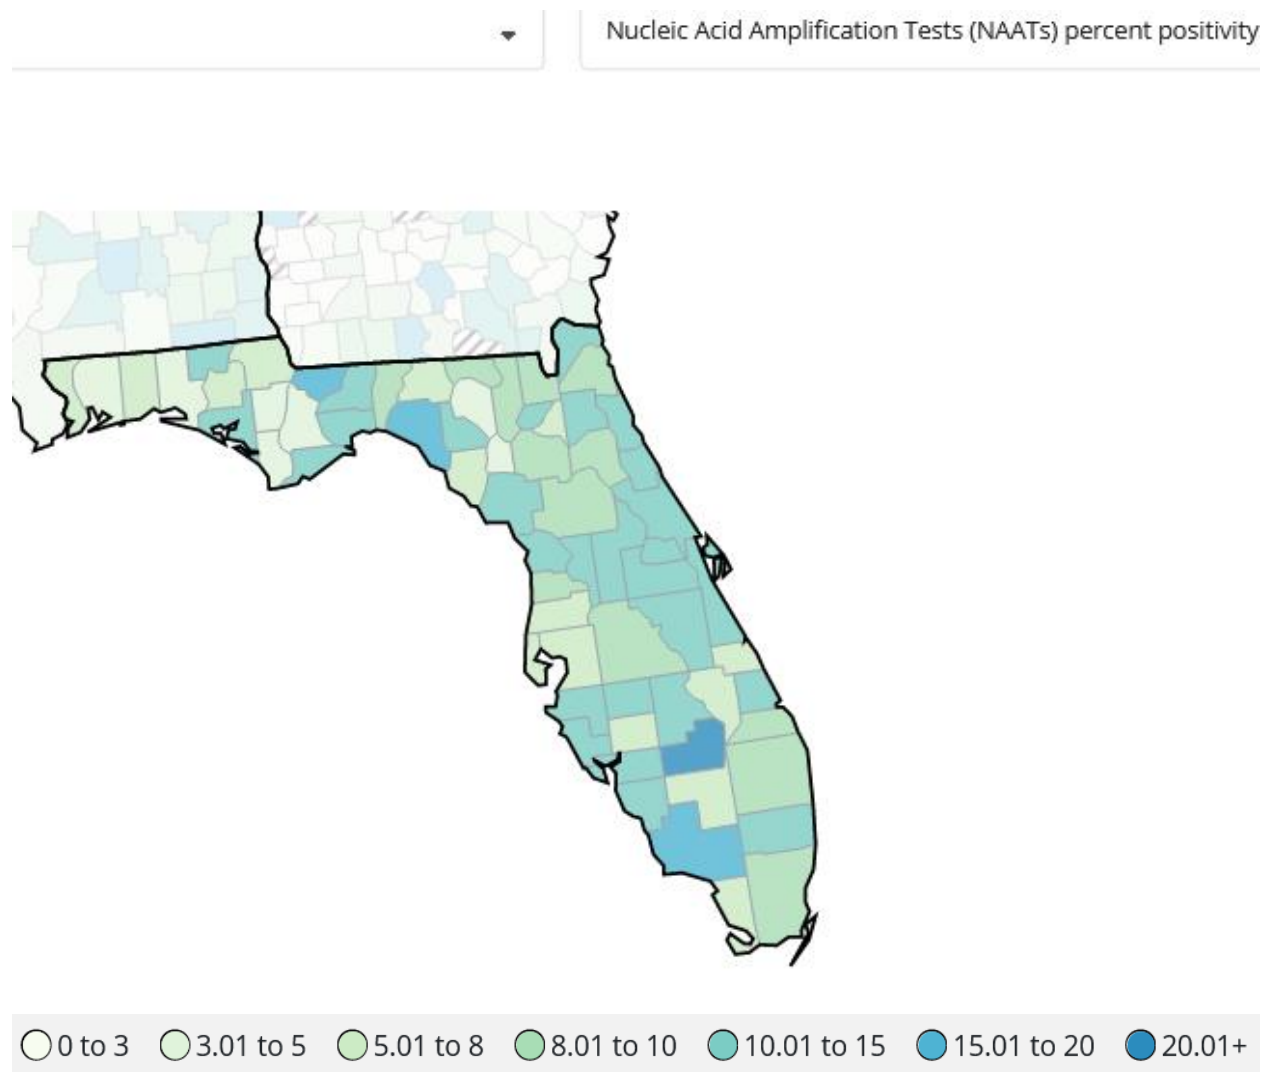 Nucleic Acid Amplification Tests (NAATs) percent positivity
0 to 3 3.01 to 5 5.01 to 8 8.01 to 10 10.01 to 15 15.01 to 20 20.01+